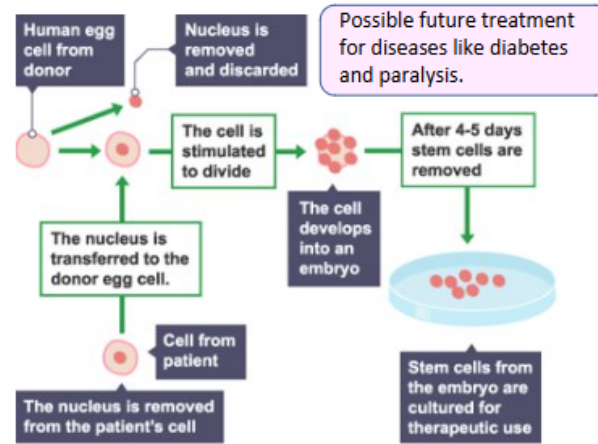 Human egg
cell from
donor
Nucleus is
removed
and discarded
Possible future treatment
for diseases like diabetes
and paralysis.
The cell is
stimulated
to divide
After 4-5 days
stem cells are
removed
The cell
develops
into an
embryo
The nucleus is
transferred to the
donor egg cell.
Cell from
patient
The nucleus is removed
from the patient's cell
Stem cells from
the embryo are
cultured for
therapeutic use